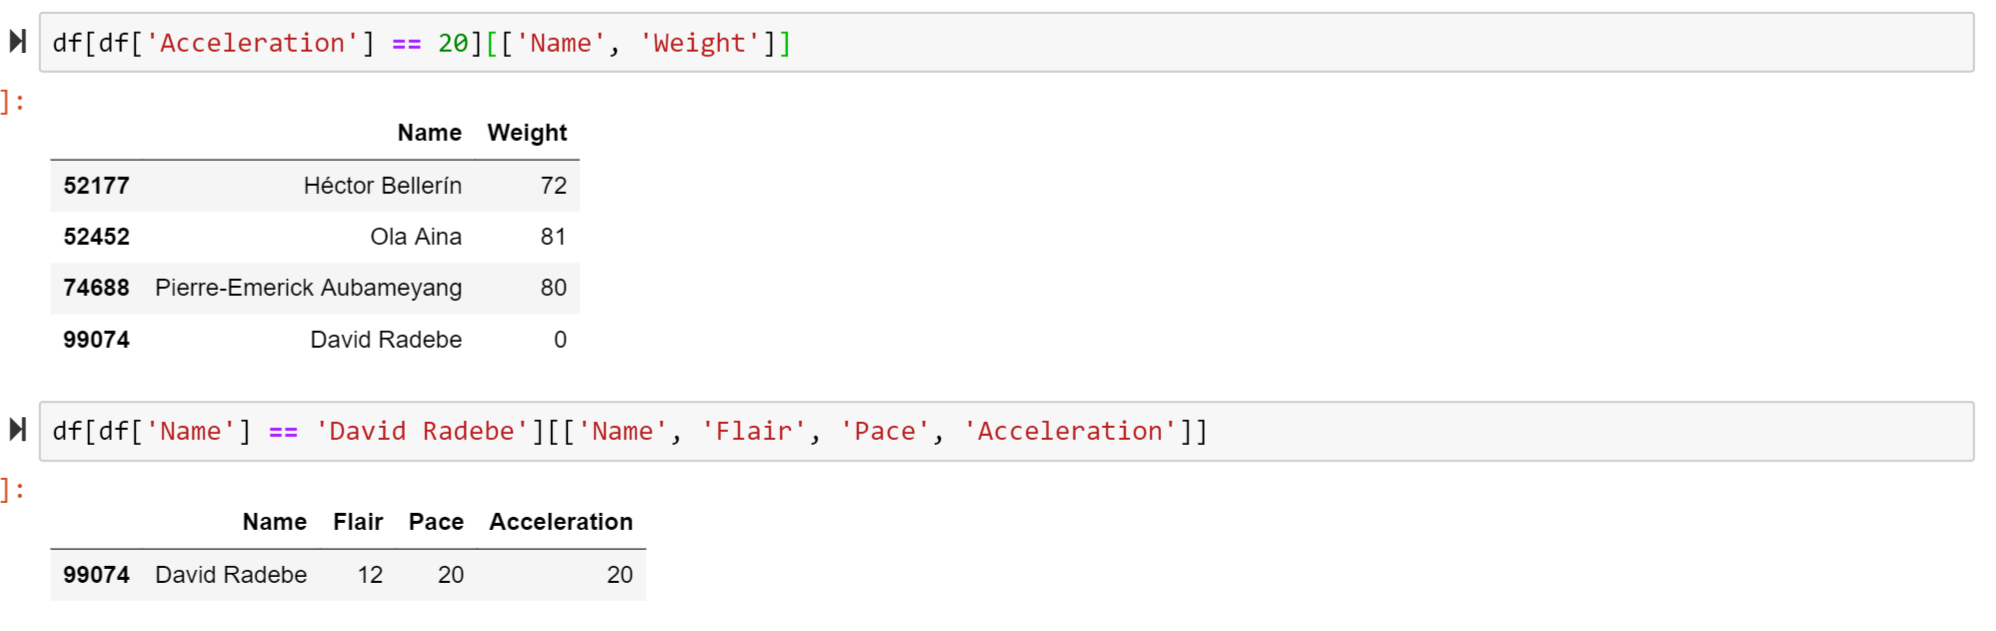 df[df['Acceleration'] == 20][['Name', 'Weight']]
]:
Name Weight
52177 Héctor Bellerín 72
52452 Ola Aina 81
74688 Pierre-Emerick Aubameyang 80
99074 David Radebe 0
df[df['Name'] == 'David Radebe'][['Name', 'Flair', 'Pace', 'Acceleration']]
]:
Name Flair Pace Acceleration
99074 David Radebe 12 20 20